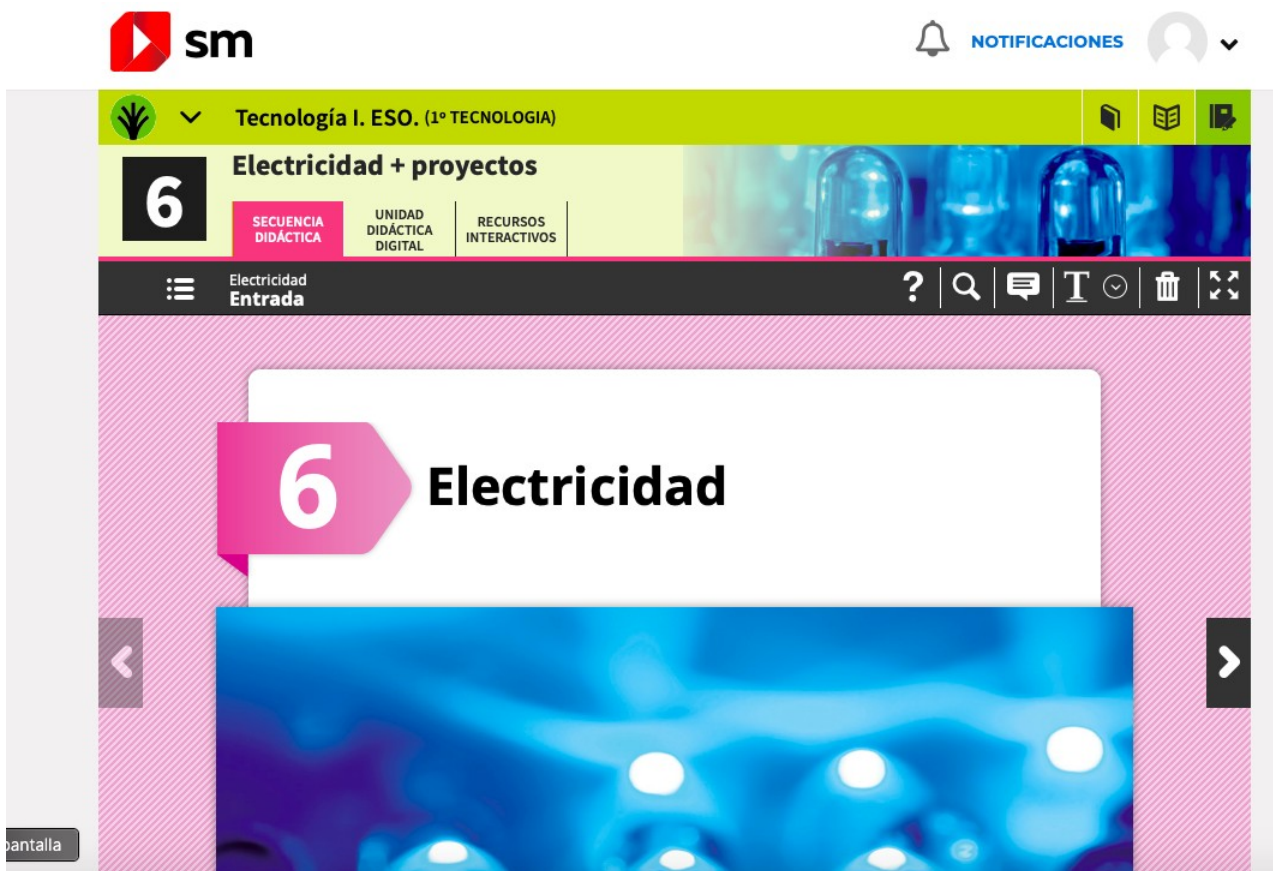 sm
NOTIFICACIONES
Tecnología I. ESO. (1º TECNOLOGIA)
6
Electricidad + proyectos
SECUENCIA
DIDÁCTICA
UNIDAD
DIDÁCTICA
DIGITAL
RECURSOS
INTERACTIVOS
Electricidad
Entrada
?
T
6
Electricidad
pantalla